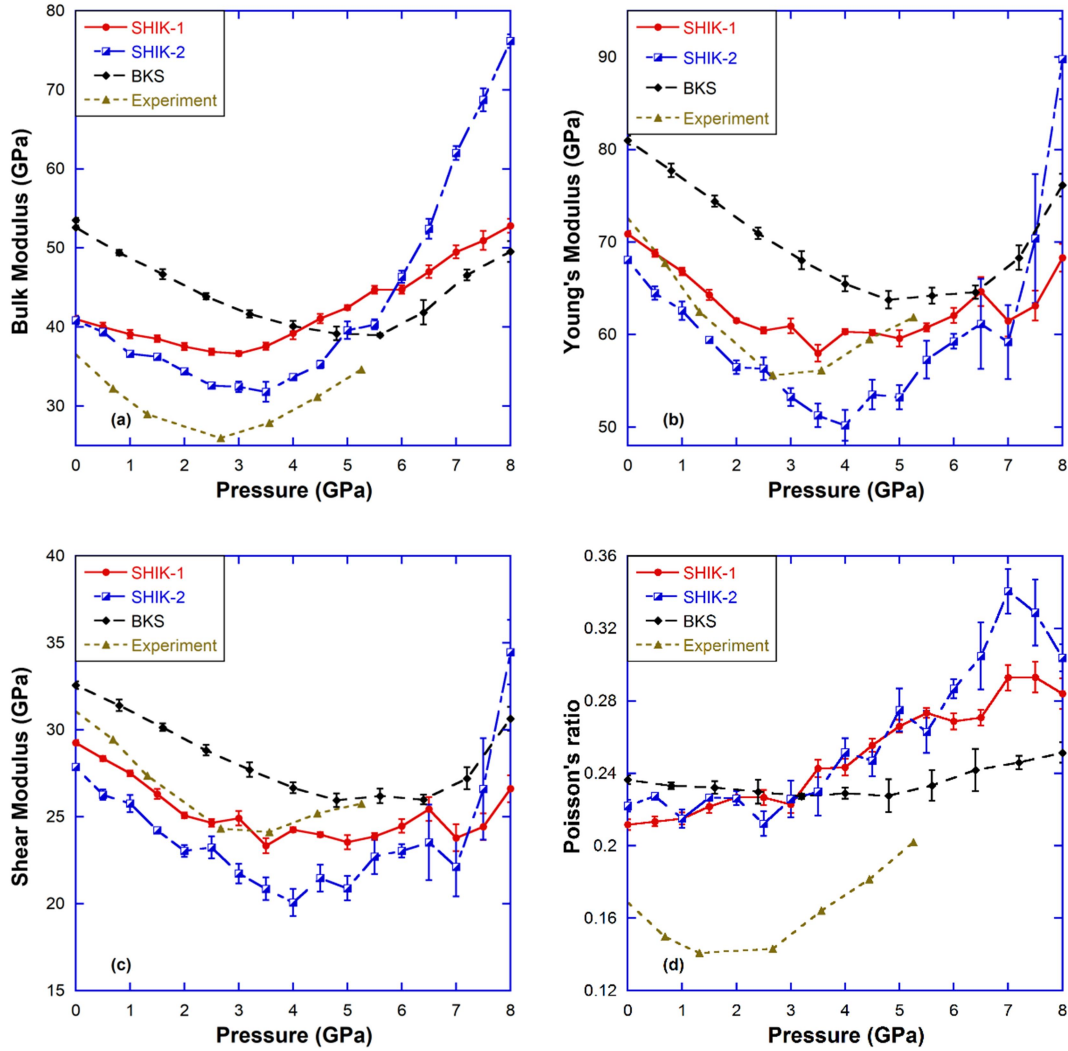 80
70
60
50
40
30
Bulk Modulus (GPa)
SHIK-1
SHIK-2
BKS
Experiment
(a)
0 1 2 3 4 5 6 7 8
Pressure (GPa)
90
80
70
60
50
Young's Modulus (GPa)
SHIK-1
SHIK-2
BKS
Experiment
(b)
0 1 2 3 4 5 6 7 8
Pressure (GPa)
40
35
30
25
20
15
Shear Modulus (GPa)
SHIK-1
SHIK-2
BKS
Experiment
(c)
0 1 2 3 4 5 6 7 8
Pressure (GPa)
0.36
0.32
0.28
0.24
0.2
0.16
0.12
Poisson's ratio
SHIK-1
SHIK-2
BKS
Experiment
(d)
0 1 2 3 4 5 6 7 8
Pressure (GPa)